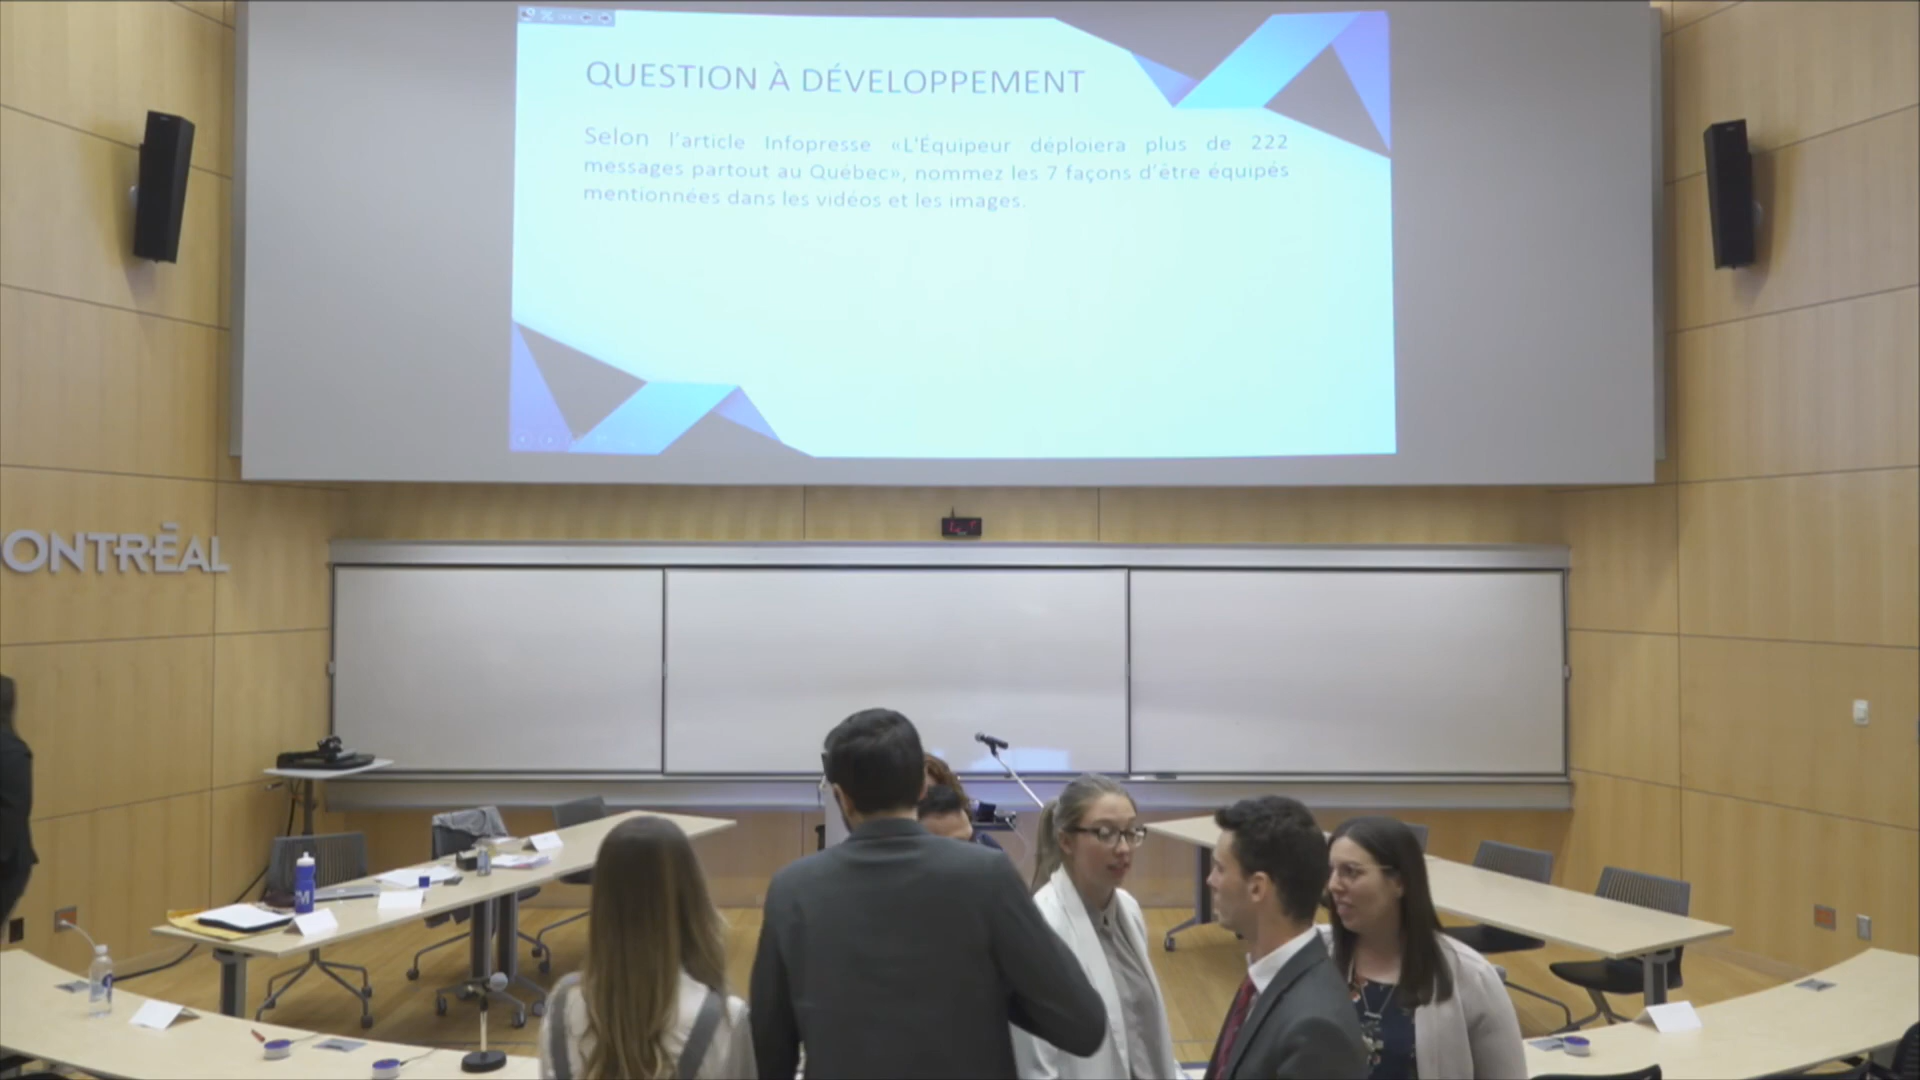 QUESTION À DÉVELOPPEMENT
Selon l'article Infopresse «L'Équipeur déploiera plus de 222
messages partout au Québec», nommez les 7 façons d'être équipés
mentionnées dans les vidéos et les images.
ONTRĒAL
M